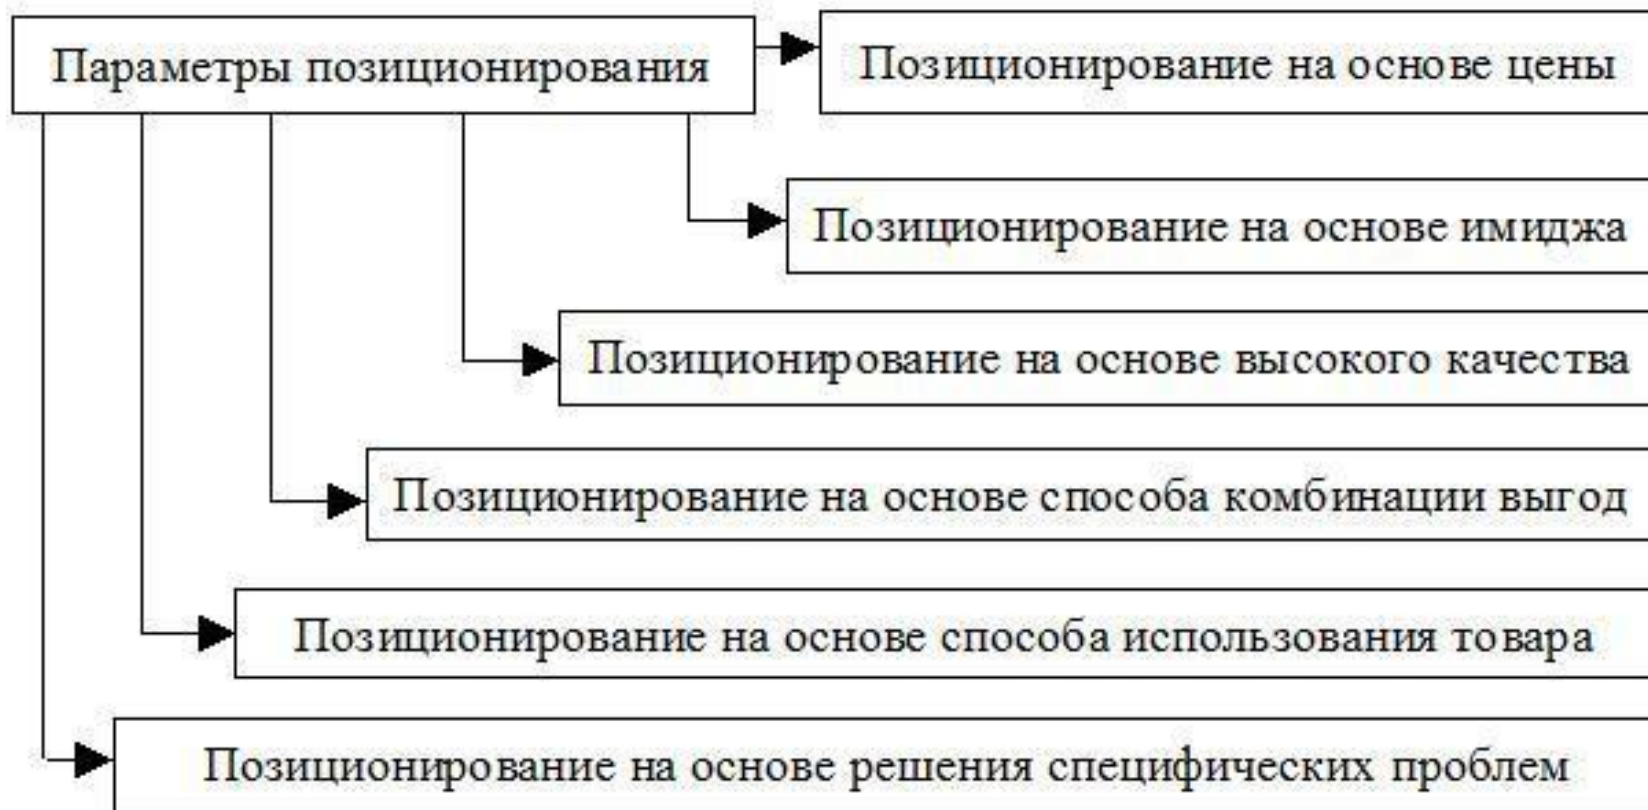 Параметры позиционирования
Позиционирование на основе цены
Позиционирование на основе имиджа
Позиционирование на основе высокого качества
Позиционирование на основе способа комбинации выгод
Позиционирование на основе способа использования товара
Позиционирование на основе решения специфических проблем